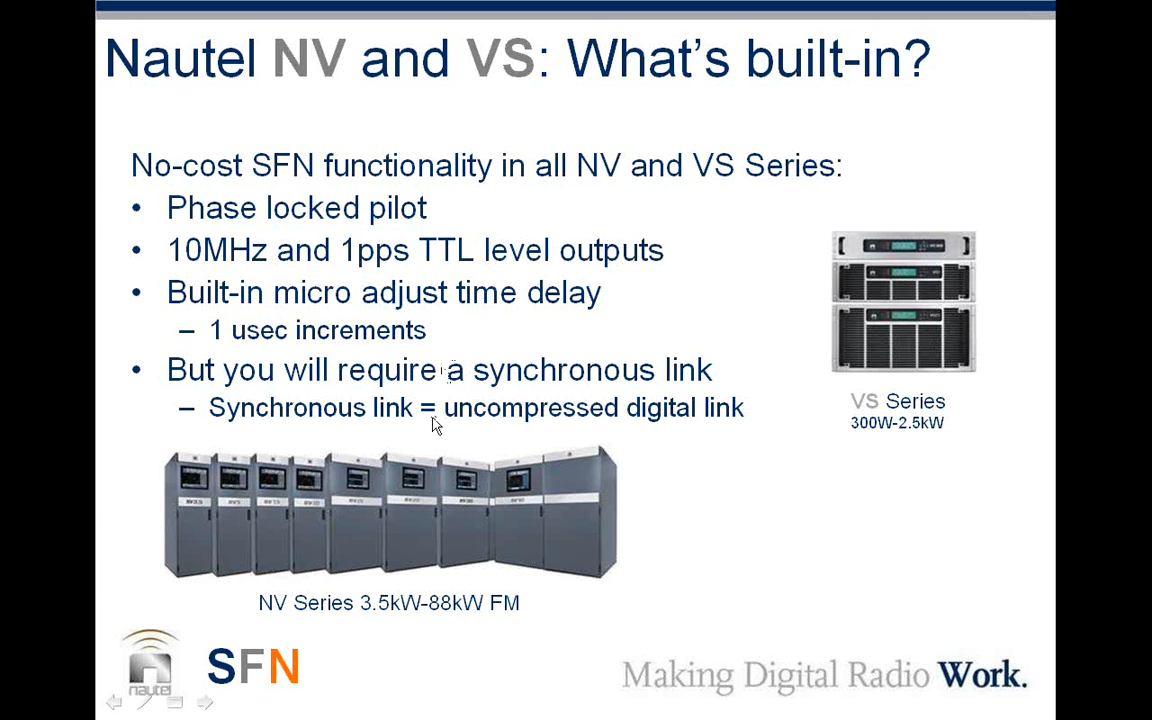 Nautel NV and VS: What's built-in?
No-cost SFN functionality in all NV and VS Series:
• Phase locked pilot
• 10MHz and 1pps TTL level outputs
• Built-in micro adjust time delay
– 1 usec increments
• But you will require a synchronous link
– Synchronous link = uncompressed digital link
VS Series
300W-2.5kW
NV Series 3.5kW-88kW FM
nautel
SFN
Making Digital Radio Work.